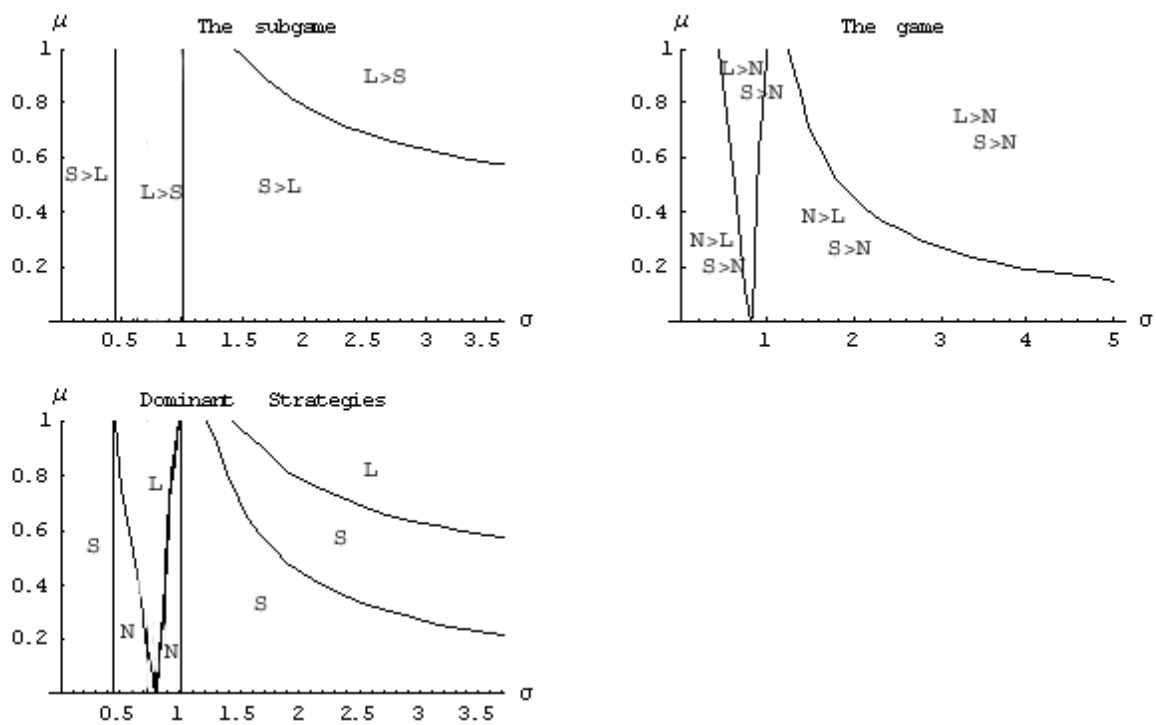 μ The subgame
1
0.8
0.6
0.4
0.2
L>S
S>L
L>S
S>L
0.5 1 1.5 2 2.5 3 3.5 σ
μ The game
1
0.8
0.6
0.4
0.2
L>N
S>N
L>N
S>N
N>L
S>N
N>L
S>N
1 2 3 4 5 σ
μ Dominant Strategies
1
0.8
0.6
0.4
0.2
L
L
S
S
S
N
N
0.5 1 1.5 2 2.5 3 3.5 σ